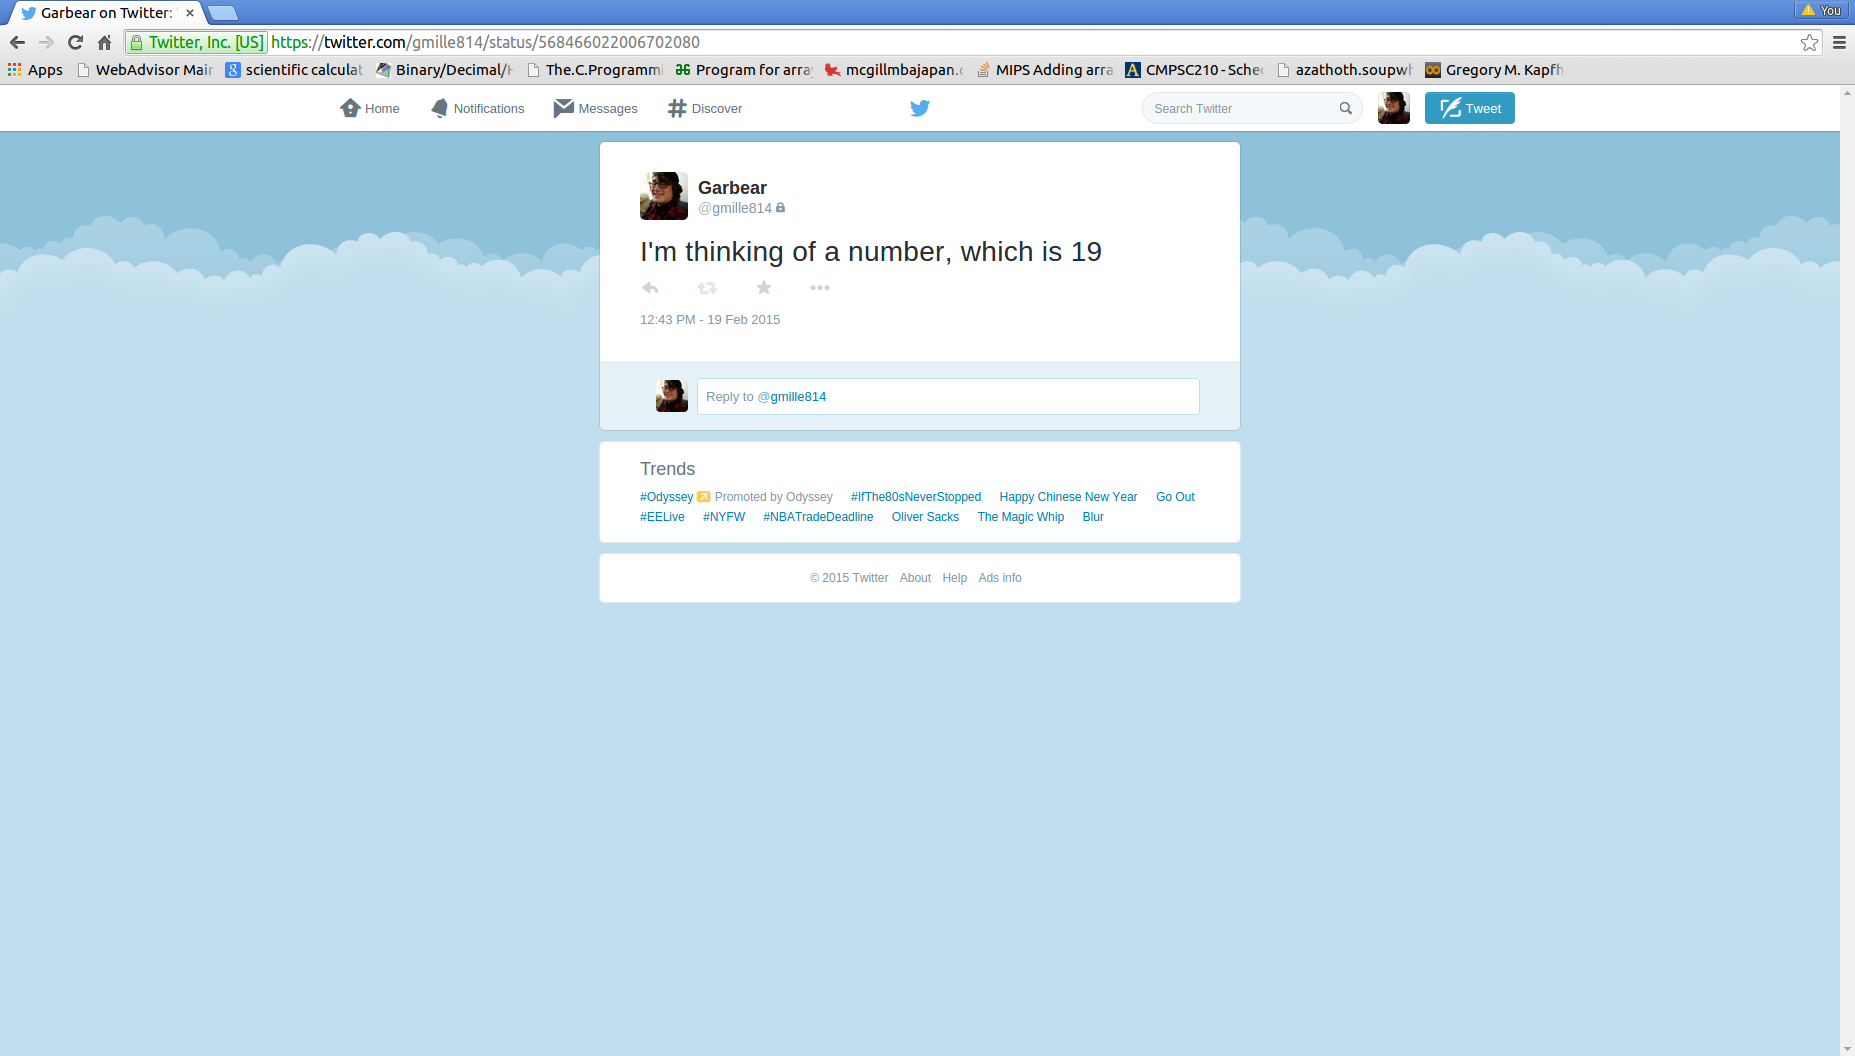 Garbear on Twitter:
You
Twitter, Inc. [US] https://twitter.com/gmille814/status/568466022006702080
Apps WebAdvisor Mair scientific calculat Binary/Decimal/H The.C.Programmi Program for array mcgillmbajapan.c MIPS Adding arra CMPSC210 - Sche azathoth.soupwh Gregory M. Kapfh
Home Notifications Messages Discover Search Twitter Tweet
Garbear
@gmille814
I'm thinking of a number, which is 19
12:43 PM - 19 Feb 2015
Reply to @gmille814
Trends
#Odyssey Promoted by Odyssey #IfThe80sNeverStopped Happy Chinese New Year Go Out
#EELive #NYFW #NBATradeDeadline Oliver Sacks The Magic Whip Blur
© 2015 Twitter About Help Ads info